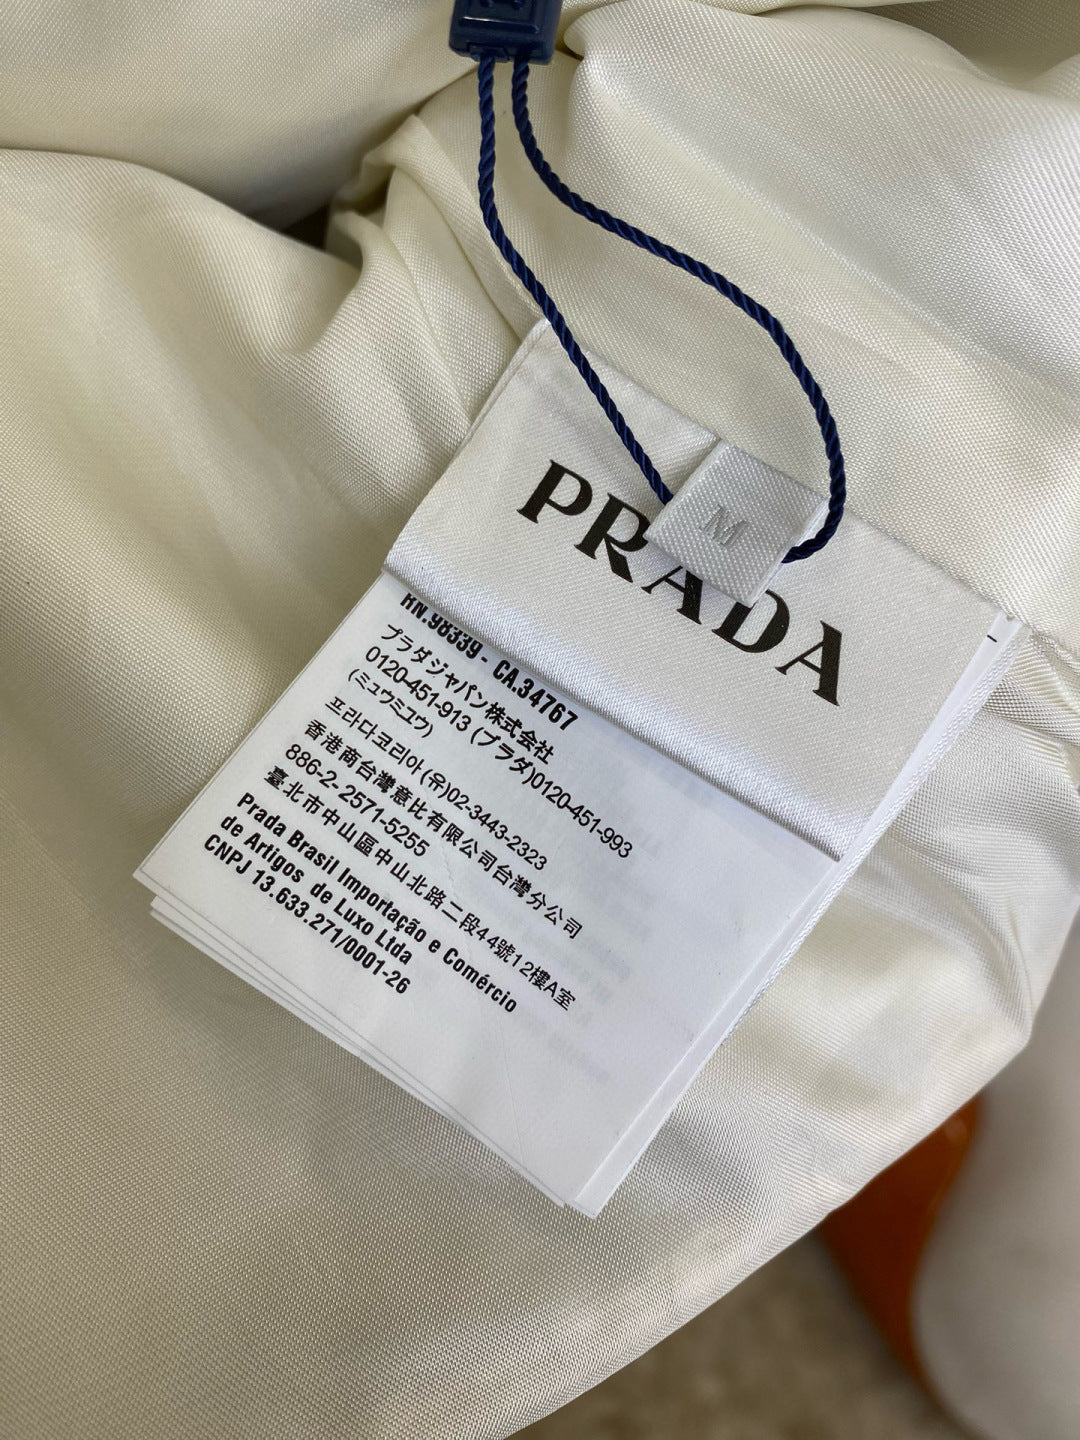 PRADA
M
RN.98339 - CA.34767
プラダジャパン株式会社
0120-451-913 (プラダ)0120-451-993
(ミュウミュウ)
프라다코리아(유)02-3443-2323
香港商台灣意比有限公司台灣分公司
886-2- 2571-5255
臺北市中山區中山北路二段44號12樓A室
Prada Brasil Importação e Comércio
de Artigos de Luxo Ltda
CNPJ 13.633.271/0001-26